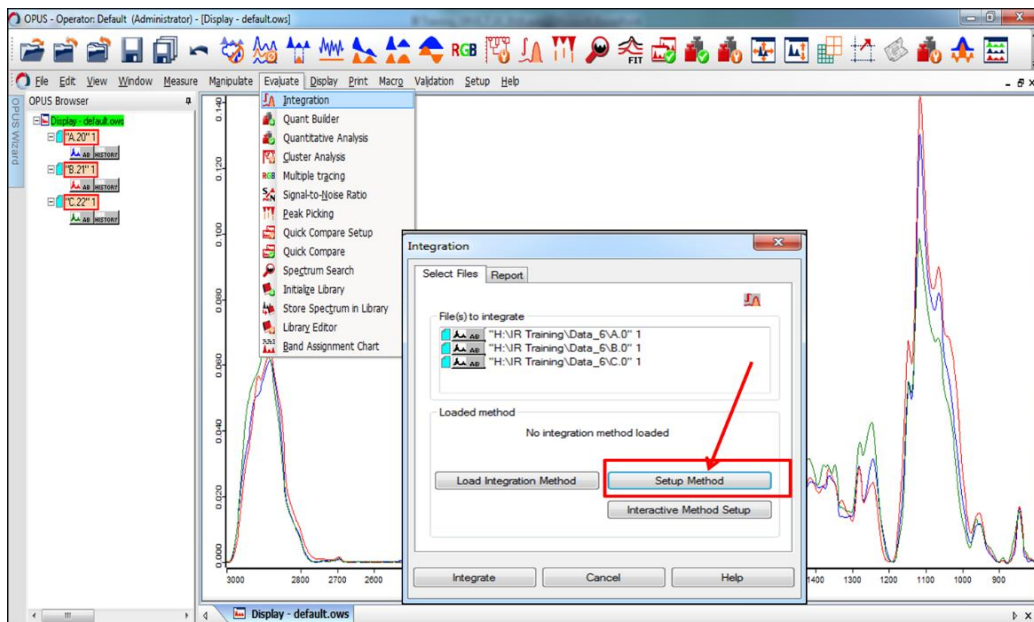 OPUS - Operator: Default (Administrator) - [Display - default.ows]
RGB
FIT
File Edit View Window Measure Manipulate Evaluate Display Print Macro Validation Setup Help
OPUS Browser
OPUS Wizard
Display - default.ows
"A.20" 1
AB HISTORY
"B.21" 1
AB HISTORY
"C.22" 1
AB HISTORY
Integration
Quant Builder
Quantitative Analysis
Cluster Analysis
RGB Multiple tracing
S/N Signal-to-Noise Ratio
Peak Picking
Quick Compare Setup
Quick Compare
Spectrum Search
Initialize Library
Store Spectrum in Library
Library Editor
Band Assignment Chart
0.140
0.120
0.100
0.080
0.060
0.040
0.020
0.000
3000 2800 2700 2600
1400 1300 1200 1100 1000 900
Integration
Select Files Report
File(s) to integrate
AB "H:\IR Training\Data_6\A.0" 1
AB "H:\IR Training\Data_6\B.0" 1
AB "H:\IR Training\Data_6\C.0" 1
Loaded method
No integration method loaded
Load Integration Method Setup Method
Interactive Method Setup
Integrate Cancel Help
Display - default.ows